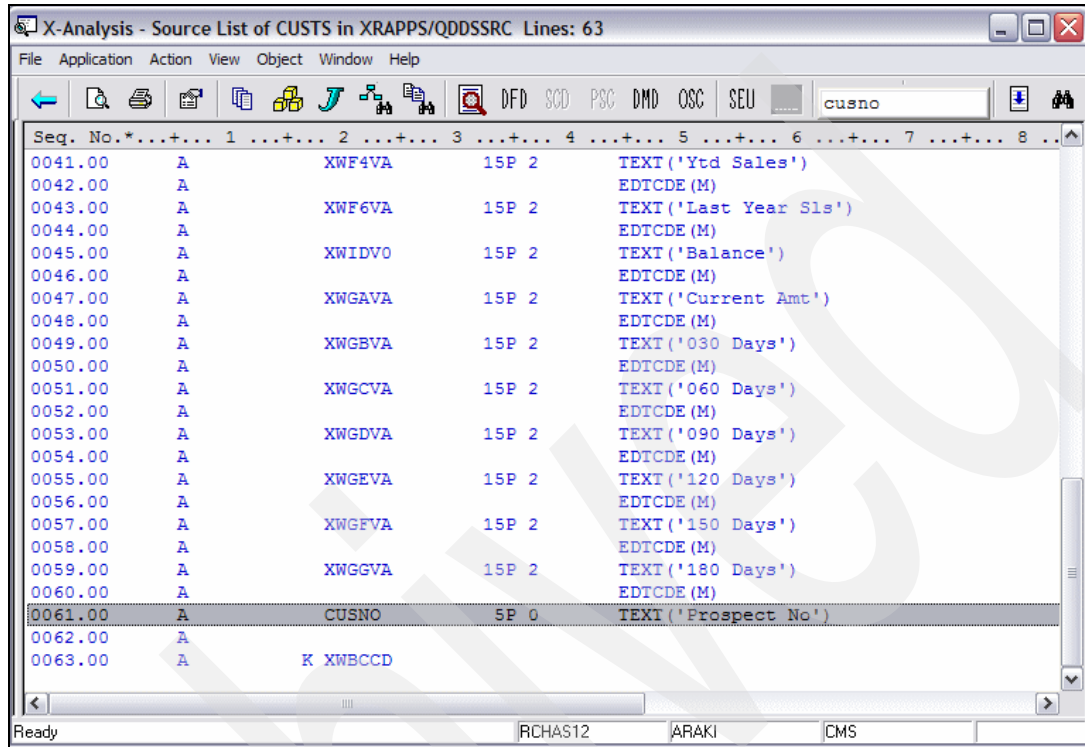 X-Analysis - Source List of CUSTS in XRAPPS/QDDSSRC Lines: 63
File Application Action View Object Window Help
DFD SCD PSC DMD OSC SEU cusno
Seq. No.*...+... 1 ...+... 2 ...+... 3 ...+... 4 ...+... 5 ...+... 6 ...+... 7 ...+... 8 ..
0041.00 A XWF4VA 15P 2 TEXT('Ytd Sales')
0042.00 A EDTCDE(M)
0043.00 A XWF6VA 15P 2 TEXT('Last Year Sls')
0044.00 A EDTCDE(M)
0045.00 A XWIDV0 15P 2 TEXT('Balance')
0046.00 A EDTCDE(M)
0047.00 A XWGAVA 15P 2 TEXT('Current Amt')
0048.00 A EDTCDE(M)
0049.00 A XWGBVA 15P 2 TEXT('030 Days')
0050.00 A EDTCDE(M)
0051.00 A XWGCVA 15P 2 TEXT('060 Days')
0052.00 A EDTCDE(M)
0053.00 A XWGDVA 15P 2 TEXT('090 Days')
0054.00 A EDTCDE(M)
0055.00 A XWGEVA 15P 2 TEXT('120 Days')
0056.00 A EDTCDE(M)
0057.00 A XWGFVA 15P 2 TEXT('150 Days')
0058.00 A EDTCDE(M)
0059.00 A XWGGVA 15P 2 TEXT('180 Days')
0060.00 A EDTCDE(M)
0061.00 A CUSNO 5P 0 TEXT('Prospect No')
0062.00 A
0063.00 A K XWBCCD
Ready RCHAS12 ARAKI CMS